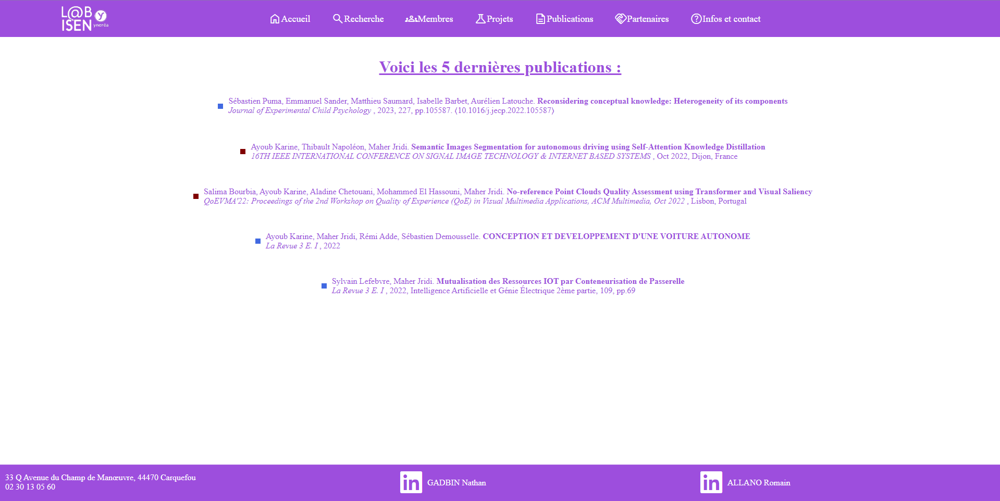 L@B
ISEN
y
yncréa
Accueil
Recherche
Membres
Projets
Publications
Partenaires
Infos et contact
Voici les 5 dernières publications :
Sébastien Puma, Emmanuel Sander, Matthieu Saumard, Isabelle Barbet, Aurélien Latouche. Reconsidering conceptual knowledge: Heterogeneity of its components
Journal of Experimental Child Psychology , 2023, 227, pp.105587. ⟨10.1016/j.jecp.2022.105587⟩
Ayoub Karine, Thibault Napoléon, Maher Jridi. Semantic Images Segmentation for autonomous driving using Self-Attention Knowledge Distillation
16TH IEEE INTERNATIONAL CONFERENCE ON SIGNAL IMAGE TECHNOLOGY & INTERNET BASED SYSTEMS , Oct 2022, Dijon, France
Salima Bourbia, Ayoub Karine, Aladine Chetouani, Mohammed El Hassouni, Maher Jridi. No-reference Point Clouds Quality Assessment using Transformer and Visual Saliency
QoEVMA'22: Proceedings of the 2nd Workshop on Quality of Experience (QoE) in Visual Multimedia Applications, ACM Multimedia, Oct 2022 , Lisbon, Portugal
Ayoub Karine, Maher Jridi, Rémi Adde, Sébastien Demousselle. CONCEPTION ET DEVELOPPEMENT D'UNE VOITURE AUTONOME
La Revue 3 E. I , 2022
Sylvain Lefebvre, Maher Jridi. Mutualisation des Ressources IOT par Conteneurisation de Passerelle
La Revue 3 E. I , 2022, Intelligence Artificielle et Génie Électrique 2ème partie, 109, pp.69
33 Q Avenue du Champ de Manœuvre, 44470 Carquefou
02 30 13 05 60
in GADBIN Nathan
in ALLANO Romain